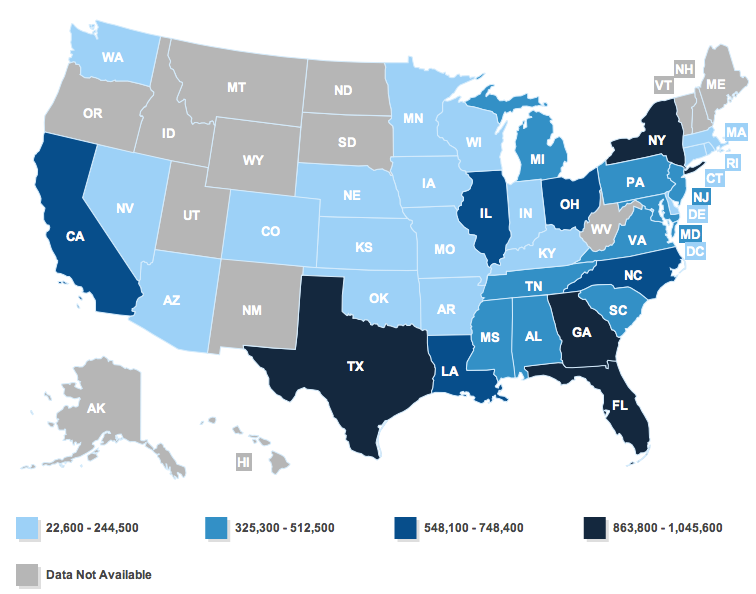 WA
MT
ND
OR
ID
WY
SD
MN
WI
MI
NH
VT
ME
NY
MA
RI
CT
PA
NJ
DE
MD
DC
NV
UT
CA
CO
NE
IA
IL
IN
OH
WV
VA
KS
MO
KY
NC
AZ
NM
OK
AR
TN
SC
MS
AL
GA
TX
LA
FL
AK
HI
22,600 - 244,500
325,300 - 512,500
548,100 - 748,400
863,800 - 1,045,600
Data Not Available